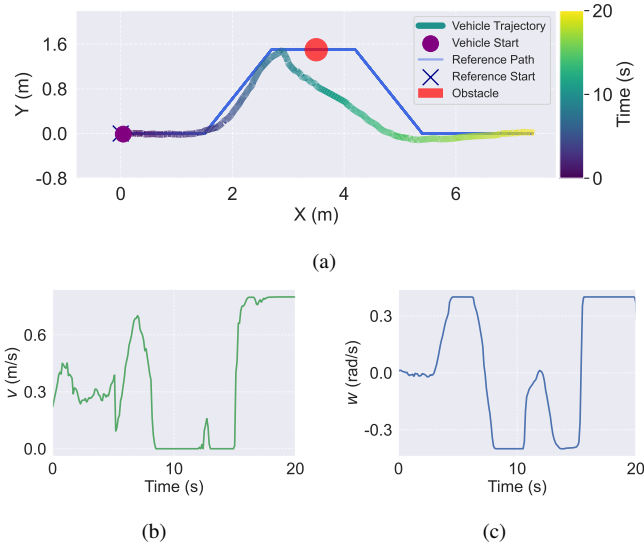 Y (m)
1.6
0.8
0.0
-0.8
0
2
4
6
X (m)
Vehicle Trajectory
Vehicle Start
Reference Path
Reference Start
Obstacle
20
10
0
Time (s)
(a)
v (m/s)
0.6
0.3
0.0
0
10
20
Time (s)
(b)
w (rad/s)
0.3
0.0
-0.3
0
10
20
Time (s)
(c)